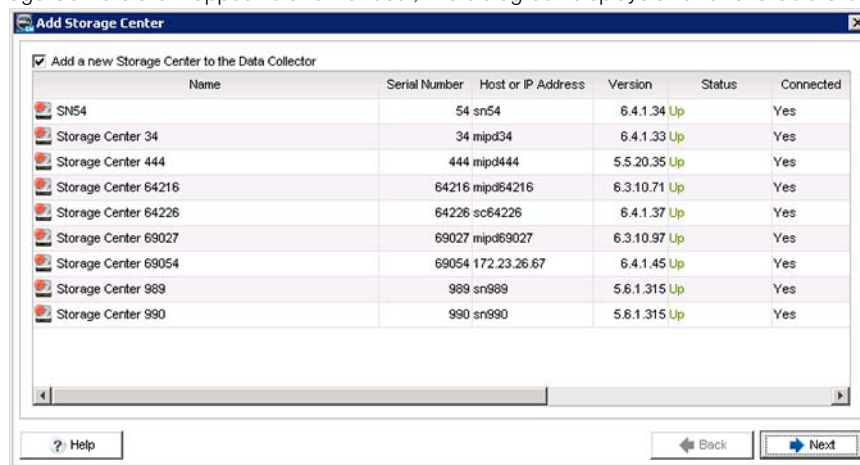 Add Storage Center
Add a new Storage Center to the Data Collector
Name Serial Number Host or IP Address Version Status Connected
SN54 54 sn54 6.4.1.34 Up Yes
Storage Center 34 34 mipd34 6.4.1.33 Up Yes
Storage Center 444 444 mipd444 5.5.20.35 Up Yes
Storage Center 64216 64216 mipd64216 6.3.10.71 Up Yes
Storage Center 64226 64226 sc64226 6.4.1.37 Up Yes
Storage Center 69027 69027 mipd69027 6.3.10.97 Up Yes
Storage Center 69054 69054 172.23.26.67 6.4.1.45 Up Yes
Storage Center 989 989 sn989 5.6.1.315 Up Yes
Storage Center 990 990 sn990 5.6.1.315 Up Yes
? Help Back Next